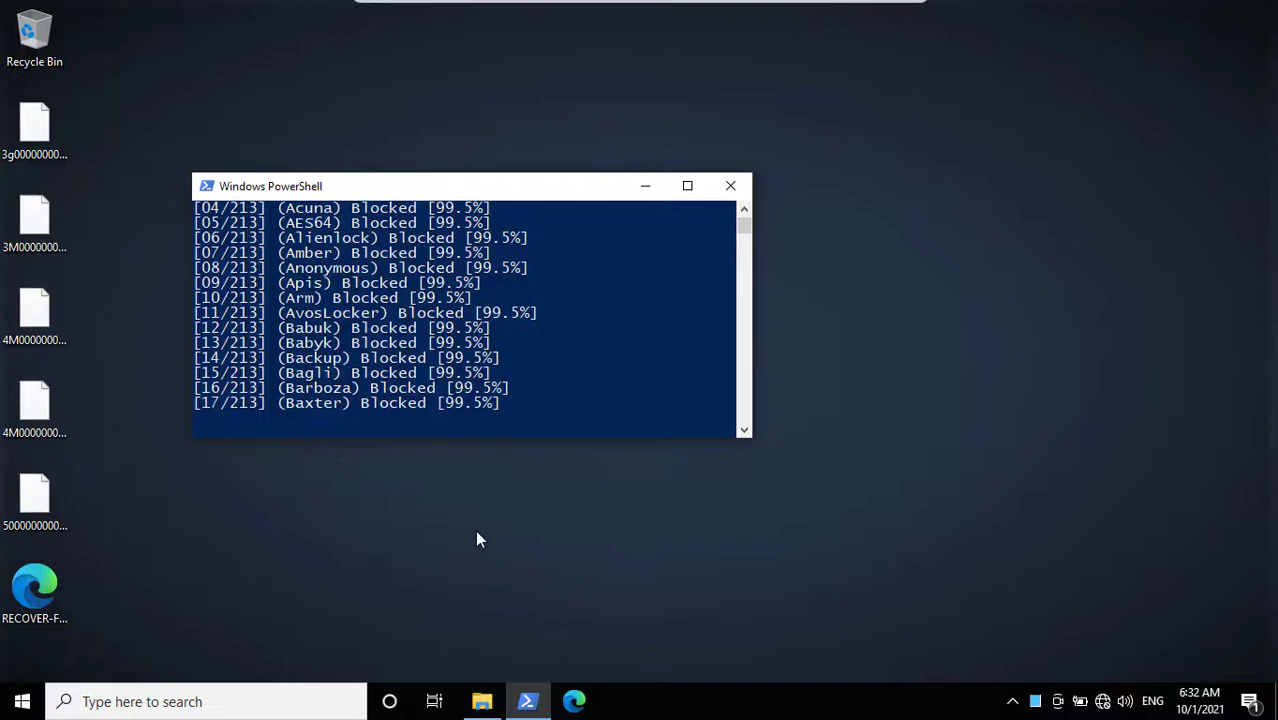 Recycle Bin
3g00000000...
3M0000000...
4M0000000...
4M0000000...
5000000000...
RECOVER-F...
Windows PowerShell
[04/213] (Acuna) Blocked [99.5%]
[05/213] (AES64) Blocked [99.5%]
[06/213] (Alienlock) Blocked [99.5%]
[07/213] (Amber) Blocked [99.5%]
[08/213] (Anonymous) Blocked [99.5%]
[09/213] (Apis) Blocked [99.5%]
[10/213] (Arm) Blocked [99.5%]
[11/213] (AvosLocker) Blocked [99.5%]
[12/213] (Babuk) Blocked [99.5%]
[13/213] (Babyk) Blocked [99.5%]
[14/213] (Backup) Blocked [99.5%]
[15/213] (Bagli) Blocked [99.5%]
[16/213] (Barboza) Blocked [99.5%]
[17/213] (Baxter) Blocked [99.5%]
Type here to search
ENG
6:32 AM
10/1/2021
1